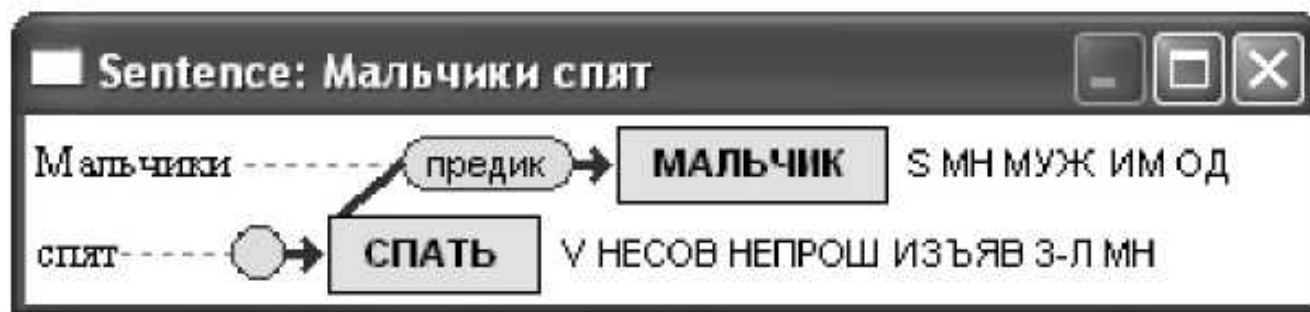 Sentence: Мальчики спят
Мальчики предик МАЛЬЧИК S МН МУЖ ИМ ОД
спят СПАТЬ V НЕСОВ НЕПРОШ ИЗЪЯВ 3-Л МН